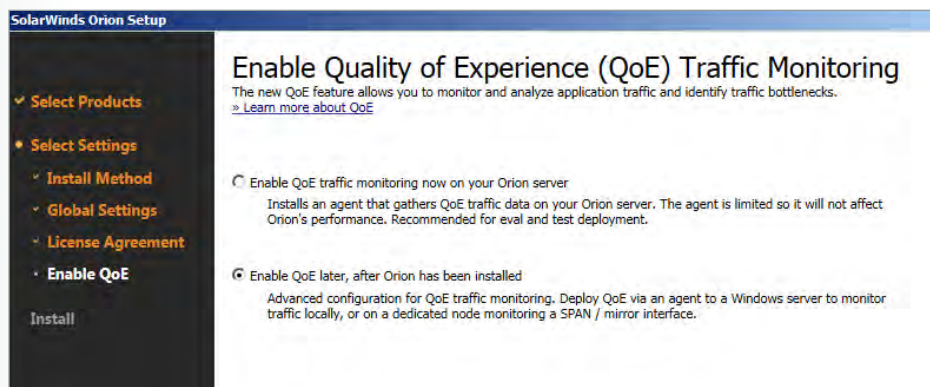 SolarWinds Orion Setup
Select Products
Select Settings
Install Method
Global Settings
License Agreement
Enable QoE
Install
Enable Quality of Experience (QoE) Traffic Monitoring
The new QoE feature allows you to monitor and analyze application traffic and identify traffic bottlenecks.
» Learn more about QoE
Enable QoE traffic monitoring now on your Orion server
Installs an agent that gathers QoE traffic data on your Orion server. The agent is limited so it will not affect
Orion's performance. Recommended for eval and test deployment.
Enable QoE later, after Orion has been installed
Advanced configuration for QoE traffic monitoring. Deploy QoE via an agent to a Windows server to monitor
traffic locally, or on a dedicated node monitoring a SPAN / mirror interface.